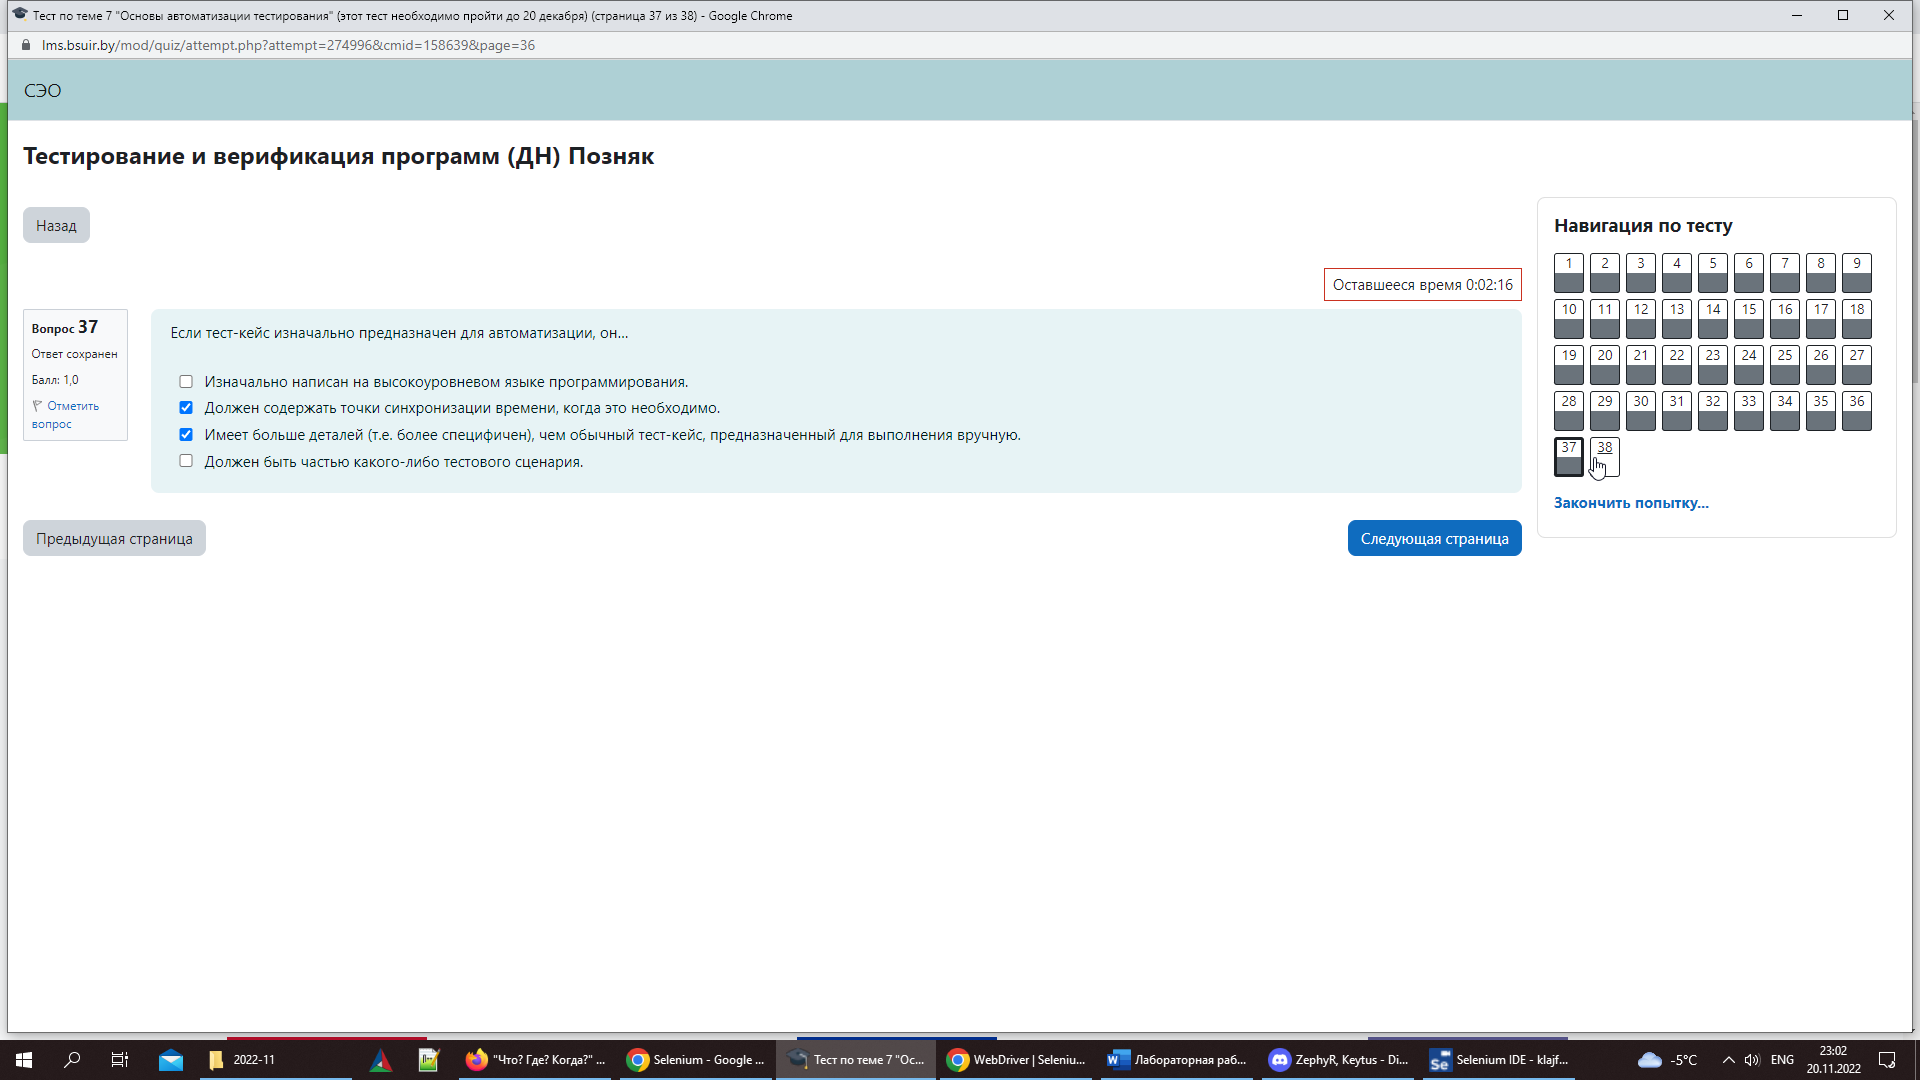 Тест по теме 7 "Основы автоматизации тестирования" (этот тест необходимо пройти до 20 декабря) (страница 37 из 38) - Google Chrome
lms.bsuir.by/mod/quiz/attempt.php?attempt=274996&cmid=158639&page=36
СЭО
Тестирование и верификация программ (ДН) Позняк
Назад
Оставшееся время 0:02:16
Вопрос 37
Ответ сохранен
Балл: 1,0
Отметить
вопрос
Если тест-кейс изначально предназначен для автоматизации, он...
Изначально написан на высокоуровневом языке программирования.
Должен содержать точки синхронизации времени, когда это необходимо.
Имеет больше деталей (т.е. более специфичен), чем обычный тест-кейс, предназначенный для выполнения вручную.
Должен быть частью какого-либо тестового сценария.
Предыдущая страница
Следующая страница
Навигация по тесту
1 2 3 4 5 6 7 8 9
10 11 12 13 14 15 16 17 18
19 20 21 22 23 24 25 26 27
28 29 30 31 32 33 34 35 36
37 38
Закончить попытку...
2022-11
"Что? Где? Когда?" ...
Selenium - Google ...
Тест по теме 7 "Ос...
WebDriver | Seleniu...
Лабораторная раб...
ZephyR, Keytus - Di...
Se
Selenium IDE - klajf...
-5°C
ENG
23:02
20.11.2022